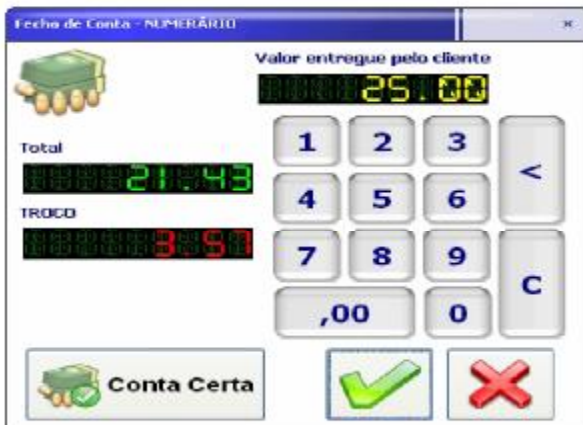 Fecho de Conta - NUMERÁRIO
Valor entregue pelo cliente
25.00
Total
21.43
TROCO
3.57
1 2 3 <
4 5 6
7 8 9 C
,00 0
Conta Certa